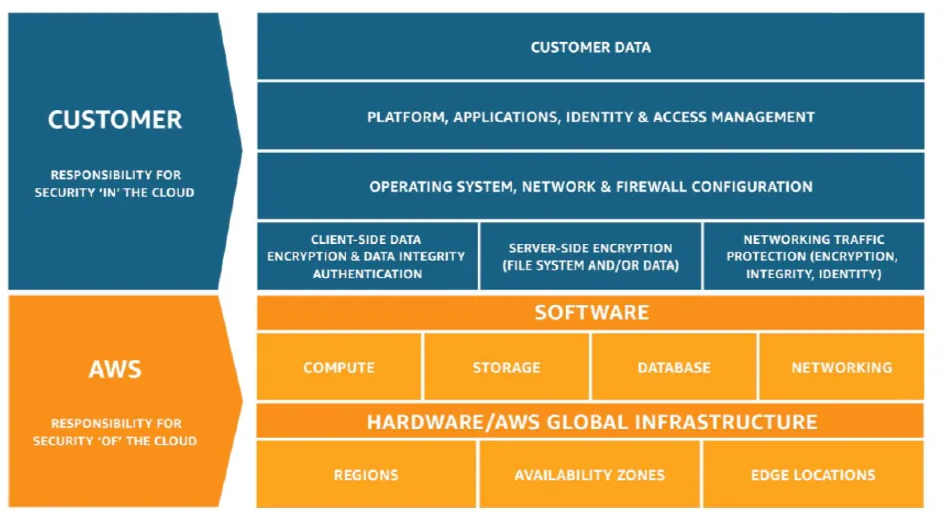 CUSTOMER
RESPONSIBILITY FOR
SECURITY ‘IN’ THE CLOUD
CUSTOMER DATA
PLATFORM, APPLICATIONS, IDENTITY & ACCESS MANAGEMENT
OPERATING SYSTEM, NETWORK & FIREWALL CONFIGURATION
CLIENT-SIDE DATA
ENCRYPTION & DATA INTEGRITY
AUTHENTICATION
SERVER-SIDE ENCRYPTION
(FILE SYSTEM AND/OR DATA)
NETWORKING TRAFFIC
PROTECTION (ENCRYPTION,
INTEGRITY, IDENTITY)
AWS
RESPONSIBILITY FOR
SECURITY ‘OF’ THE CLOUD
SOFTWARE
COMPUTE
STORAGE
DATABASE
NETWORKING
HARDWARE/AWS GLOBAL INFRASTRUCTURE
REGIONS
AVAILABILITY ZONES
EDGE LOCATIONS